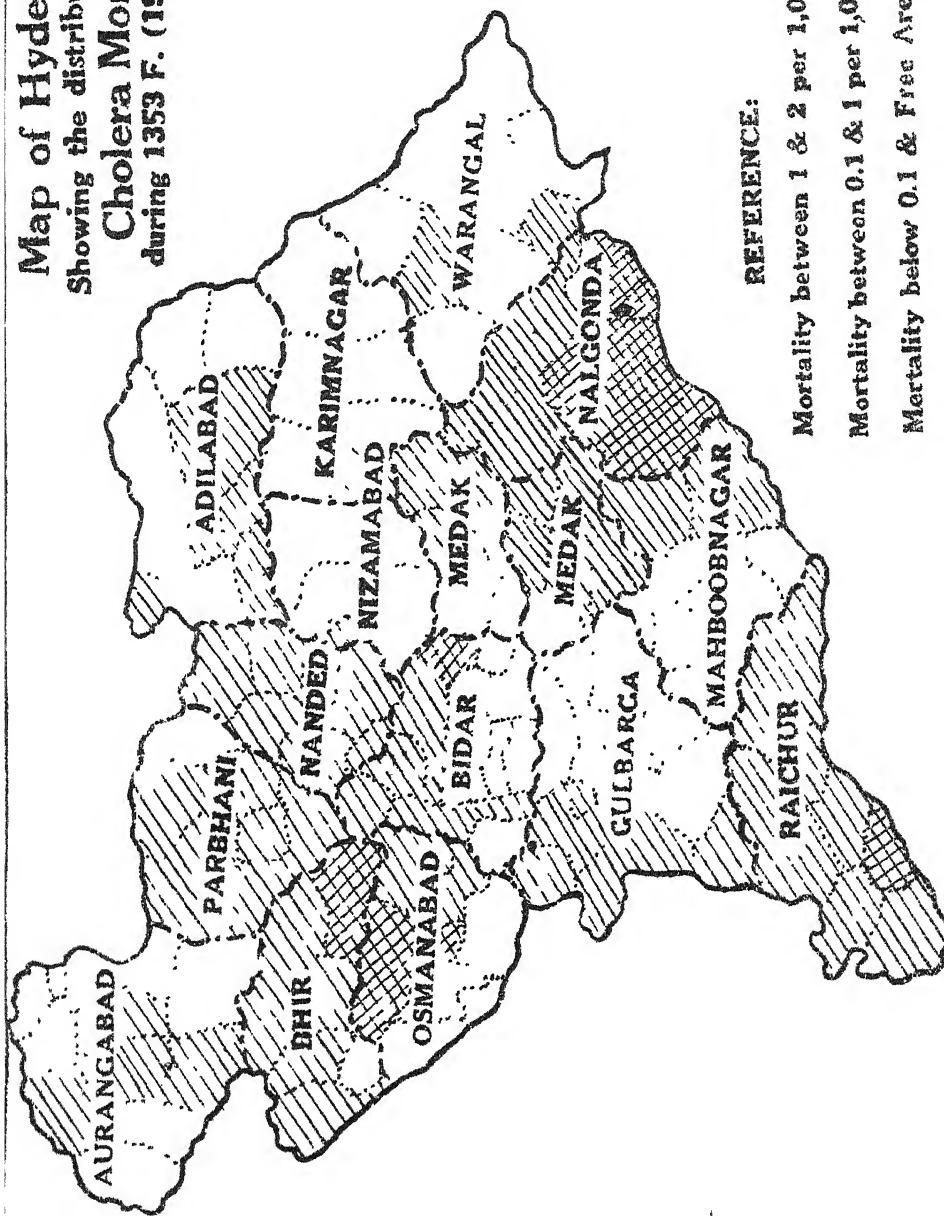 Map of Hyde
Showing the distribu
Cholera Mor
during 1353 F. (19
AURANGABAD
PARBHANI
NANDED
ADILABAD
BHIR
OSMANABAD
BIDAR
NIZAMABAD
KARIMNAGAR
MEDAK
WARANGAL
MEDAK
NALGONDA
GULBARGA
MAHBOOBNAGAR
RAICHUR
REFERENCE:
Mortality between 1 & 2 per 1,0
Mortality between 0.1 & 1 per 1,0
Mertality below 0.1 & Free Are